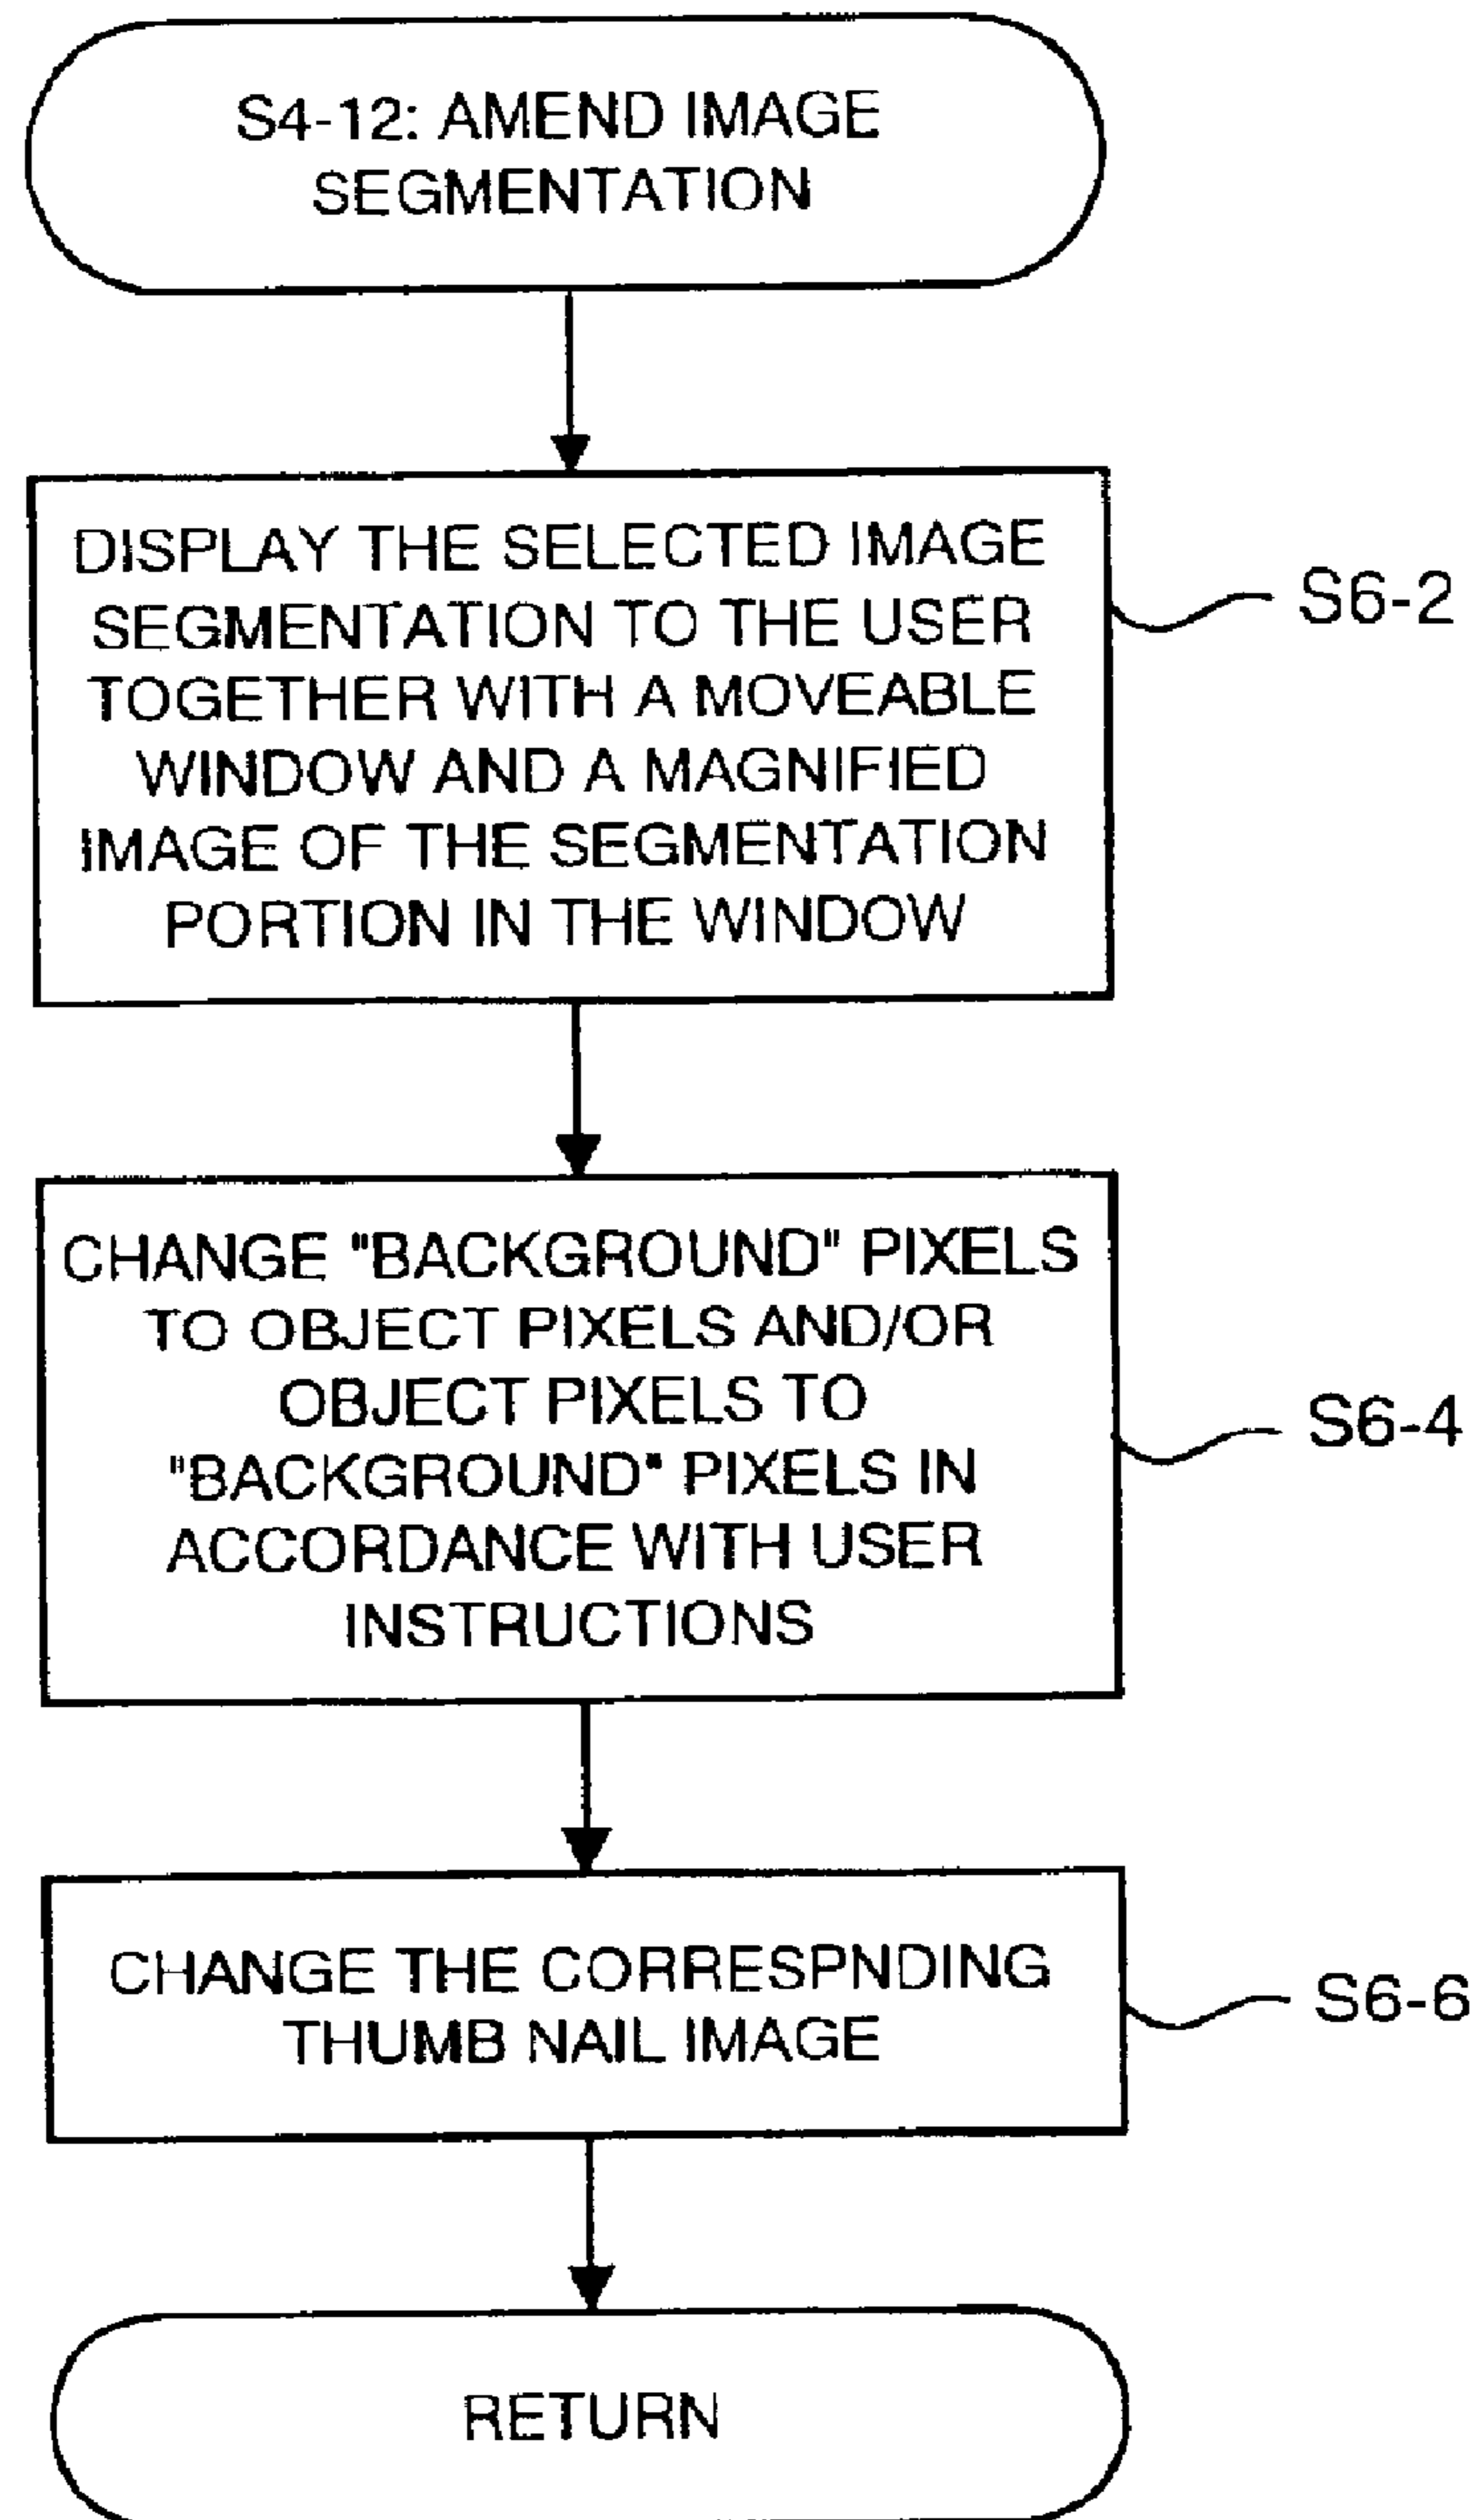 S4-12: AMEND IMAGE
SEGMENTATION
DISPLAY THE SELECTED IMAGE
SEGMENTATION TO THE USER
TOGETHER WITH A MOVEABLE
WINDOW AND A MAGNIFIED
IMAGE OF THE SEGMENTATION
PORTION IN THE WINDOW
S6-2
CHANGE "BACKGROUND" PIXELS
TO OBJECT PIXELS AND/OR
OBJECT PIXELS TO
"BACKGROUND" PIXELS IN
ACCORDANCE WITH USER
INSTRUCTIONS
S6-4
CHANGE THE CORRESPNDING
THUMB NAIL IMAGE
S6-6
RETURN